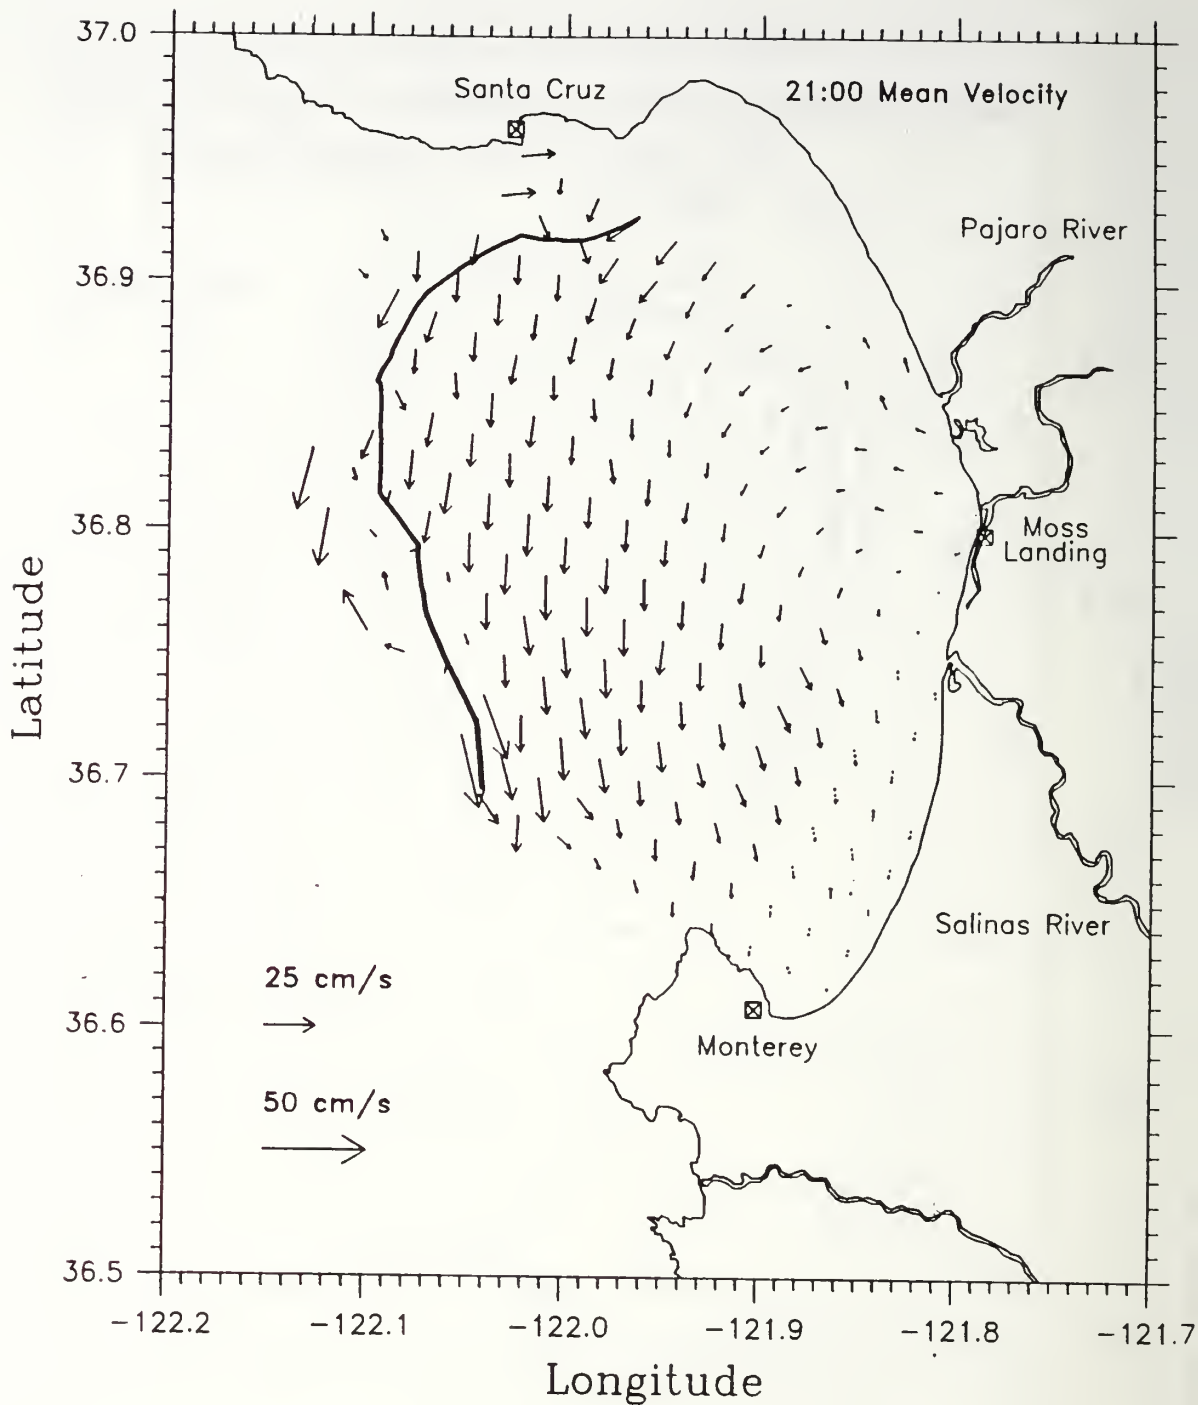 37.0
Santa Cruz
21:00 Mean Velocity
Pajaro River
36.9
36.8
Moss
Landing
Latitude
36.7
Salinas River
25 cm/s
36.6
Monterey
50 cm/s
36.5
-122.2
-122.1
-122.0
-121.9
-121.8
-121.7
Longitude